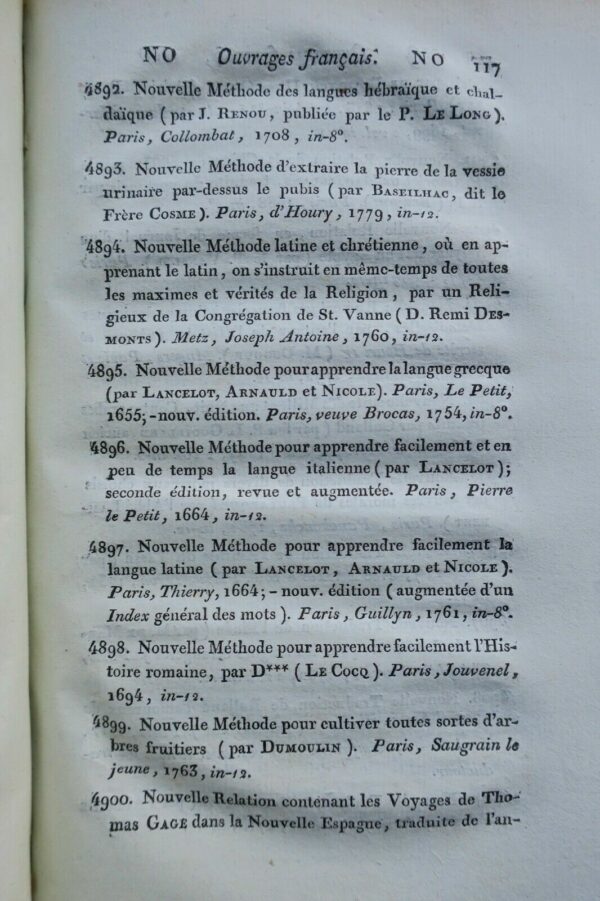 NO Ouvrages français. NO 117
4892. Nouvelle Méthode des langues hébraïque et chal-
daïque (par J. RENOU, publiée par le P. LE LONG).
Paris, Collombat, 1708, in-8°.
4893. Nouvelle Méthode d'extraire la pierre de la vessie
urinaire par-dessus le pubis (par BASEILHAC, dit le
Frère COSME). Paris, d'Houry, 1779, in-12.
4894. Nouvelle Méthode latine et chrétienne, où en ap-
prenant le latin, on s'instruit en même-temps de toutes
les maximes et vérités de la Religion, par un Reli-
gieux de la Congrégation de St. Vanne (D. Remi DES-
MONTS). Metz, Joseph Antoine, 1760, in-12.
4895. Nouvelle Méthode pour apprendre la langue grecque
(par LANCELOT, ARNAULD et NICOLE). Paris, Le Petit,
1655; -nouv. édition. Paris, veuve Brocas, 1754, in-8°.
4896. Nouvelle Méthode pour apprendre facilement et en
peu de temps la langue italienne (par LANCELOT);
seconde édition, revue et augmentée. Paris, Pierre
le Petit, 1664, in-12.
4897. Nouvelle Méthode pour apprendre facilement la
langue latine (par LANCELOT, ARNAULD et NICOLE).
Paris, Thierry, 1664; - nouv. édition (augmentée d'un
Index général des mots). Paris, Guillyn, 1761, in-8°.
4898. Nouvelle Méthode pour apprendre facilement l'His-
toire romaine, par D*** (LE COCQ). Paris, Jouvenel,
1694, in-12.
4899. Nouvelle Méthode pour cultiver toutes sortes d'ar-
bres fruitiers (par DUMOULIN). Paris, Saugrain le
jeune, 1763, in-12.
4900. Nouvelle Relation contenant les Voyages de Tho-
mas GAGE dans la Nouvelle Espagne, traduite de l'an-